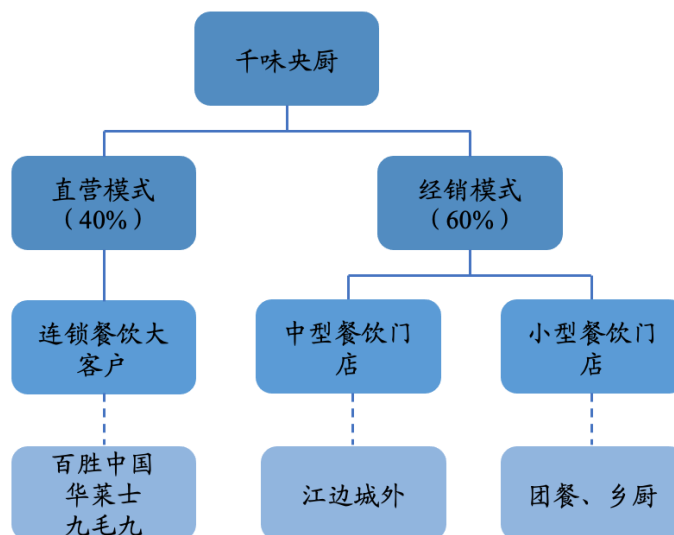 千味央厨
直营模式
（40%）
经销模式
（60%）
连锁餐饮大
客户
中型餐饮门
店
小型餐饮门
店
百胜中国
华莱士
九毛九
江边城外
团餐、乡厨